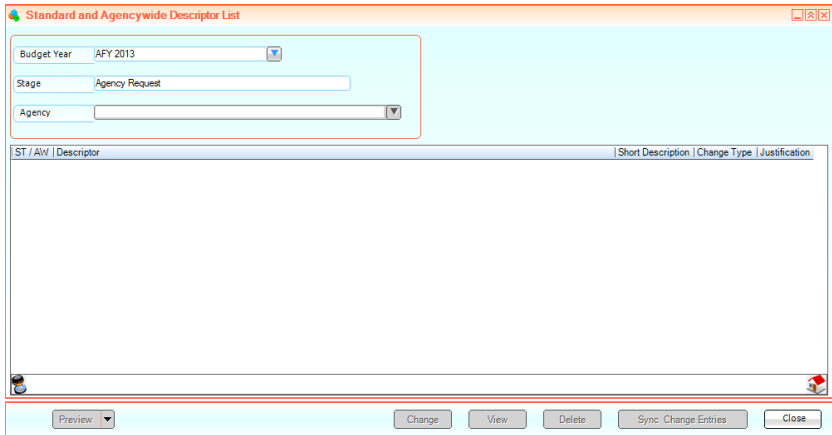 Standard and Agencywide Descriptor List
Budget Year AFY 2013
Stage Agency Request
Agency
ST / AW Descriptor Short Description Change Type Justification
Preview Change View Delete Sync Change Entries Close